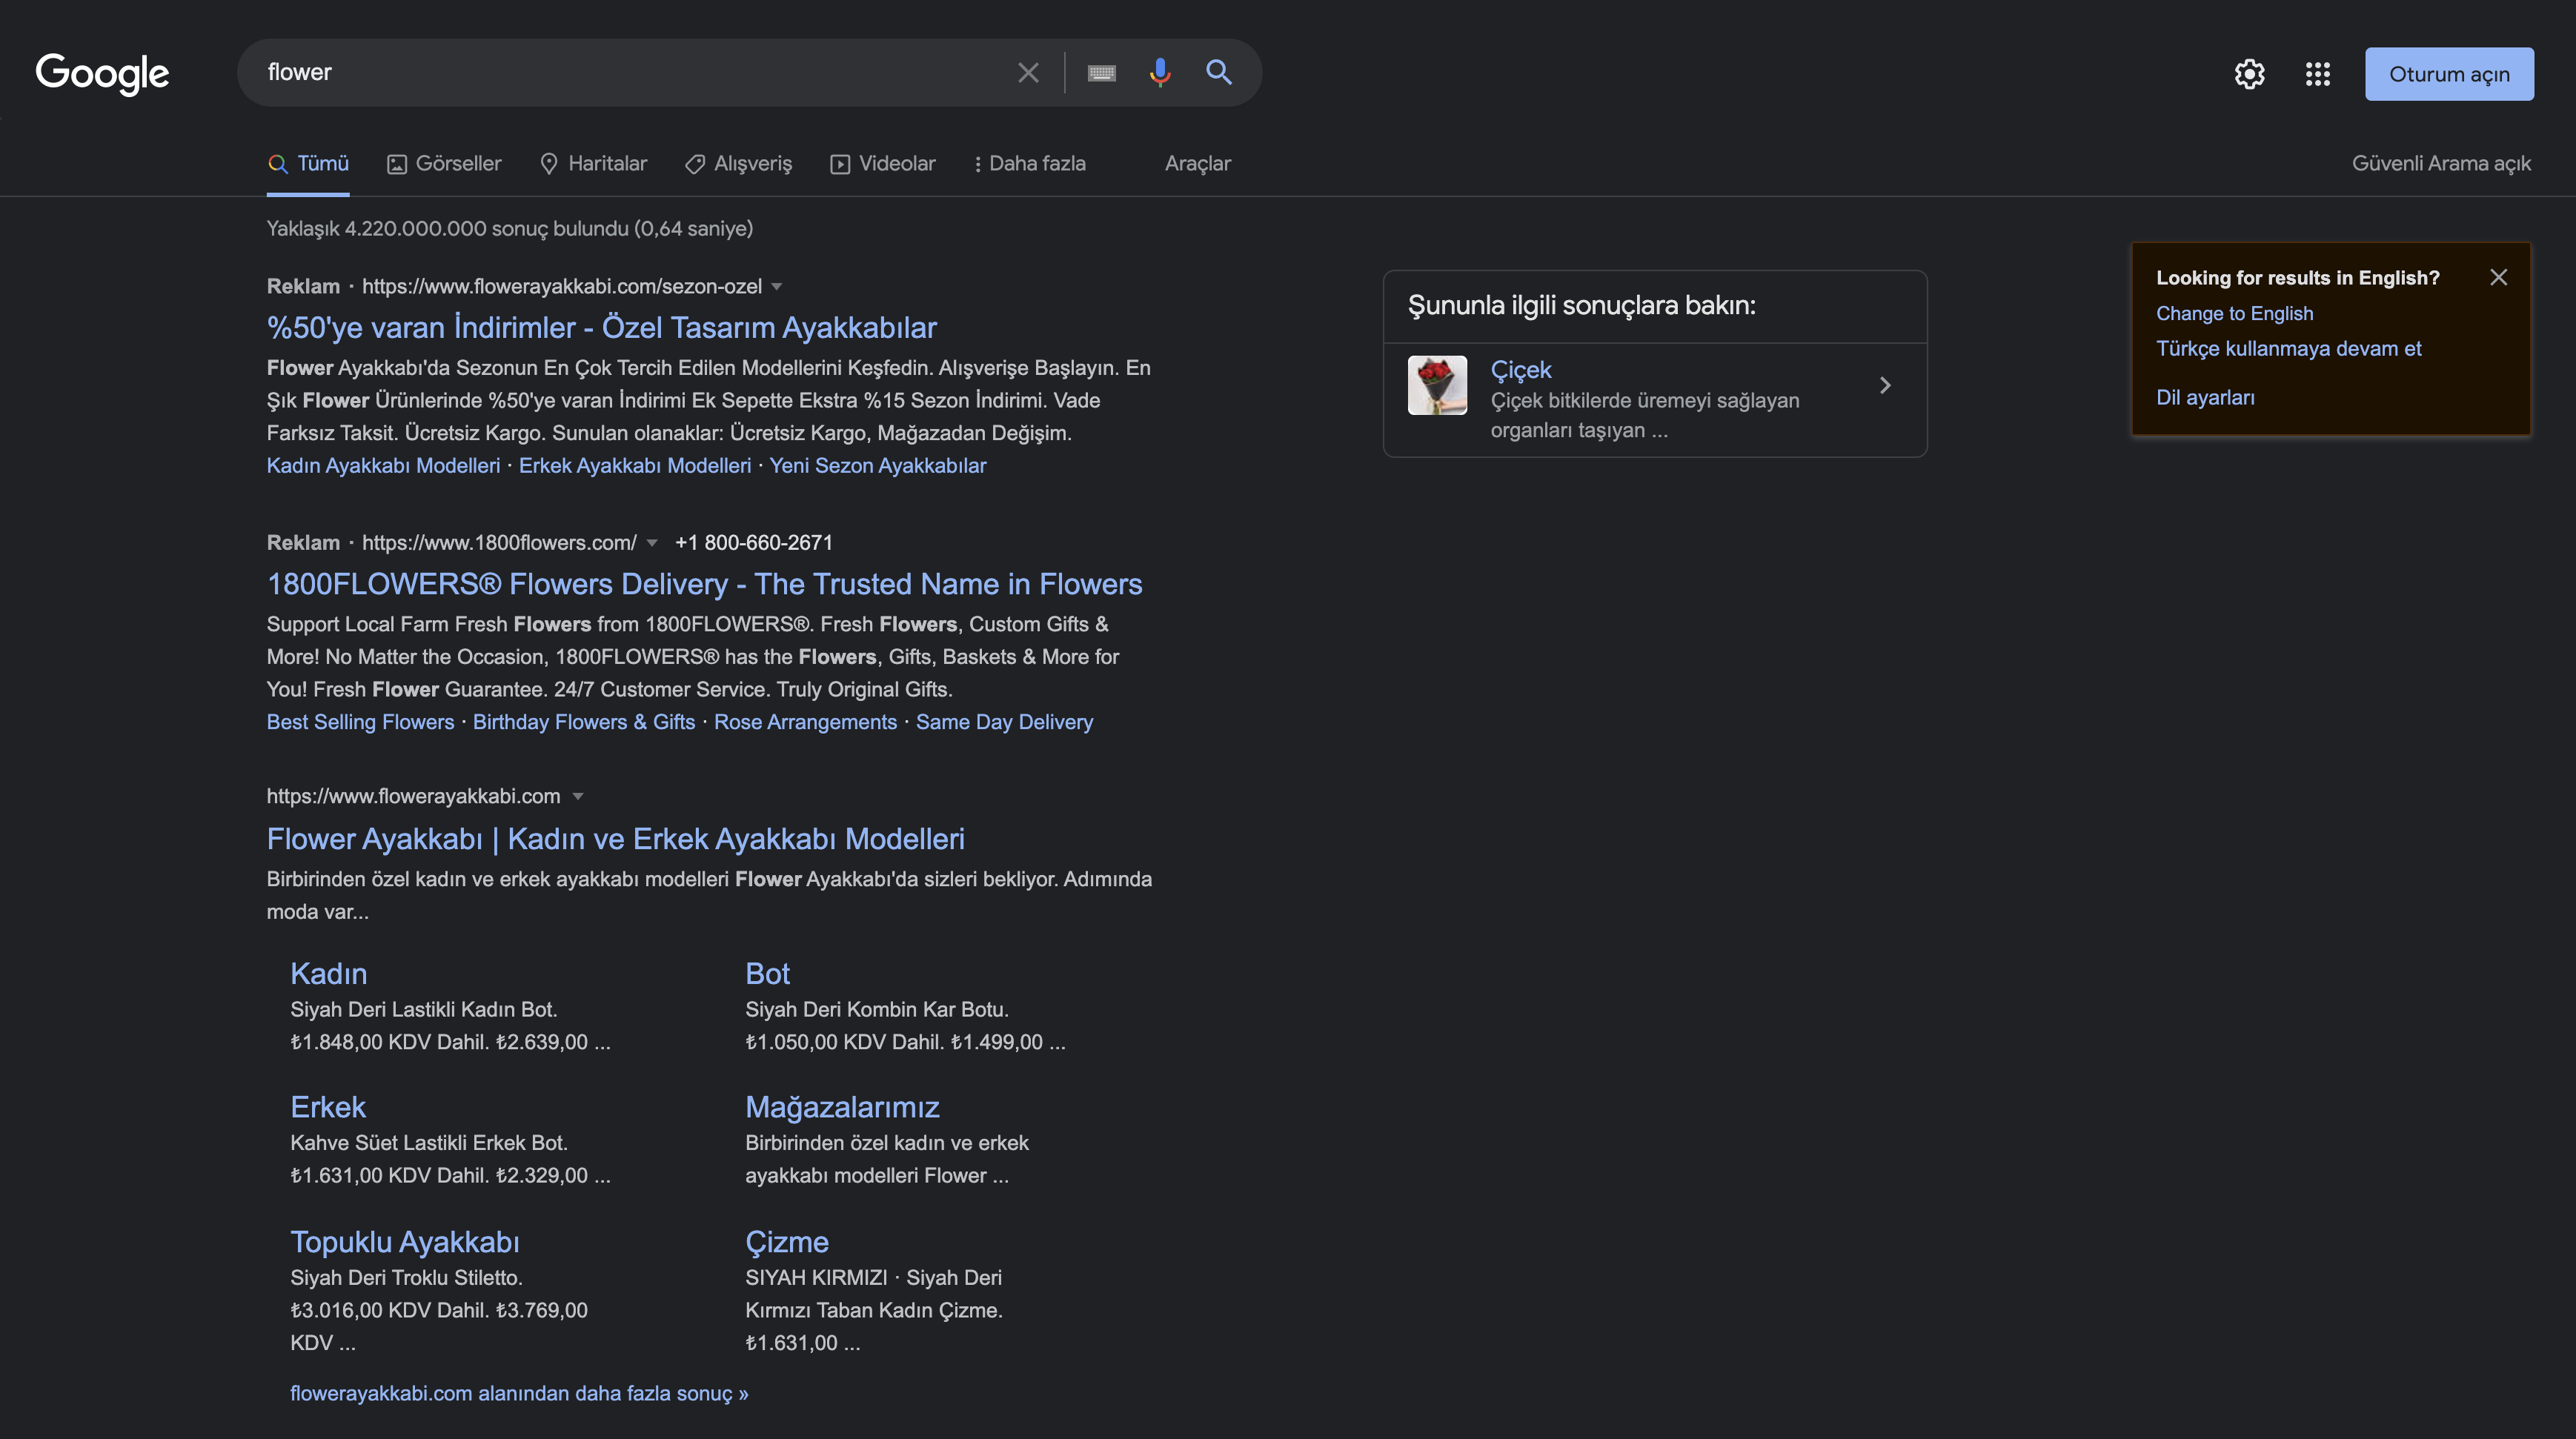 Google
flower
Oturum açın
Tümü
Görseller
Haritalar
Alışveriş
Videolar
Daha fazla
Araçlar
Güvenli Arama açık
Yaklaşık 4.220.000.000 sonuç bulundu (0,64 saniye)
Reklam · https://www.flowerayakkabi.com/sezon-ozel
%50'ye varan İndirimler - Özel Tasarım Ayakkabılar
Flower Ayakkabı'da Sezonun En Çok Tercih Edilen Modellerini Keşfedin. Alışverişe Başlayın. En
Şık Flower Ürünlerinde %50'ye varan İndirimi Ek Sepette Ekstra %15 Sezon İndirimi. Vade
Farksız Taksit. Ücretsiz Kargo. Sunulan olanaklar: Ücretsiz Kargo, Mağazadan Değişim.
Kadın Ayakkabı Modelleri · Erkek Ayakkabı Modelleri · Yeni Sezon Ayakkabılar
Reklam · https://www.1800flowers.com/ +1 800-660-2671
1800FLOWERS® Flowers Delivery - The Trusted Name in Flowers
Support Local Farm Fresh Flowers from 1800FLOWERS®. Fresh Flowers, Custom Gifts &
More! No Matter the Occasion, 1800FLOWERS® has the Flowers, Gifts, Baskets & More for
You! Fresh Flower Guarantee. 24/7 Customer Service. Truly Original Gifts.
Best Selling Flowers · Birthday Flowers & Gifts · Rose Arrangements · Same Day Delivery
https://www.flowerayakkabi.com
Flower Ayakkabı | Kadın ve Erkek Ayakkabı Modelleri
Birbirinden özel kadın ve erkek ayakkabı modelleri Flower Ayakkabı'da sizleri bekliyor. Adımında
moda var...
Kadın
Siyah Deri Lastikli Kadın Bot.
₺1.848,00 KDV Dahil. ₺2.639,00 ...
Bot
Siyah Deri Kombin Kar Botu.
₺1.050,00 KDV Dahil. ₺1.499,00 ...
Erkek
Kahve Süet Lastikli Erkek Bot.
₺1.631,00 KDV Dahil. ₺2.329,00 ...
Mağazalarımız
Birbirinden özel kadın ve erkek
ayakkabı modelleri Flower ...
Topuklu Ayakkabı
Siyah Deri Troklu Stiletto.
₺3.016,00 KDV Dahil. ₺3.769,00
KDV ...
Çizme
SIYAH KIRMIZI · Siyah Deri
Kırmızı Taban Kadın Çizme.
₺1.631,00 ...
flowerayakkabi.com alanından daha fazla sonuç »
Şununla ilgili sonuçlara bakın:
Çiçek
Çiçek bitkilerde üremeyi sağlayan
organları taşıyan ...
Looking for results in English?
Change to English
Türkçe kullanmaya devam et
Dil ayarları